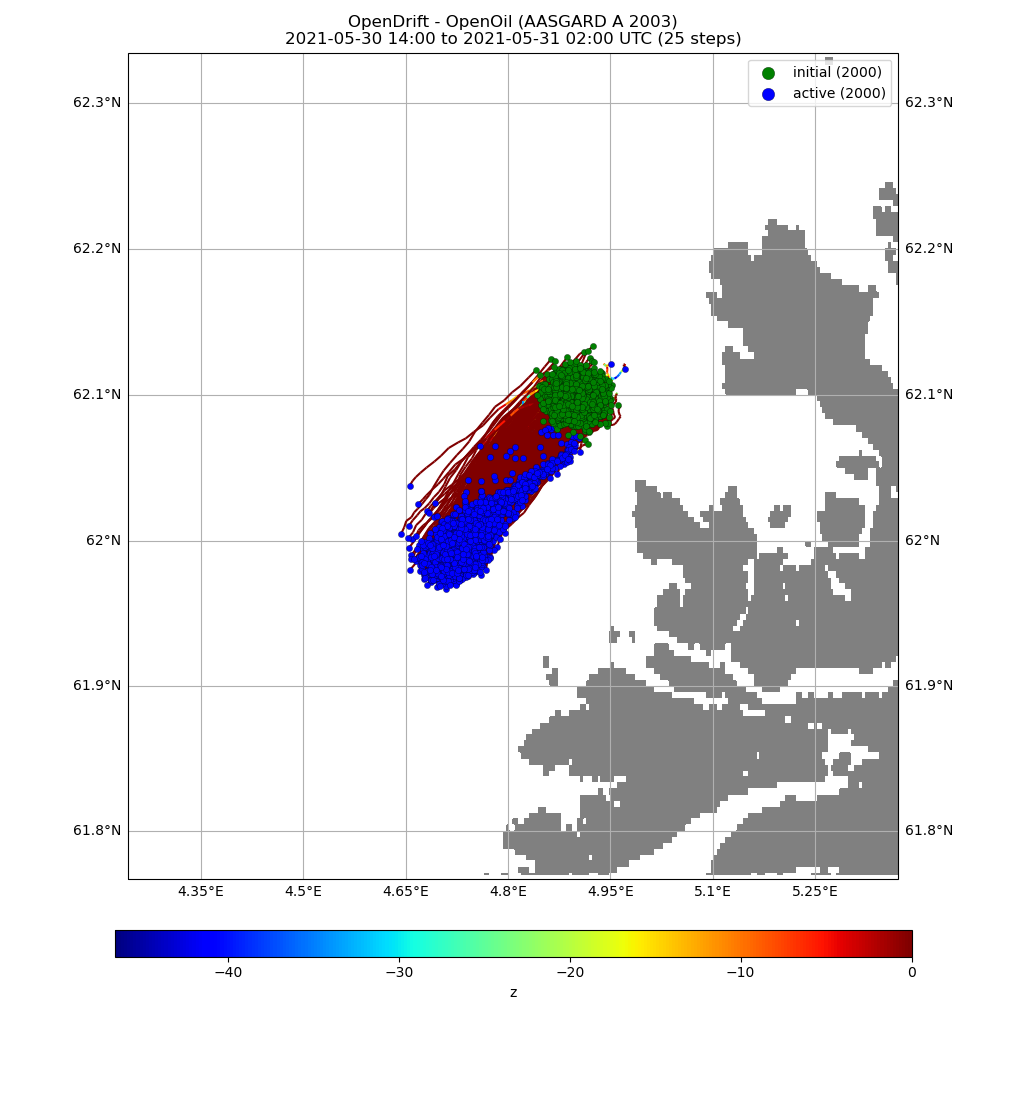 OpenDrift - OpenOil (AASGARD A 2003)
2021-05-30 14:00 to 2021-05-31 02:00 UTC (25 steps)
initial (2000)
active (2000)
62.3°N 62.3°N
62.2°N 62.2°N
62.1°N 62.1°N
62°N 62°N
61.9°N 61.9°N
61.8°N 61.8°N
4.35°E 4.5°E 4.65°E 4.8°E 4.95°E 5.1°E 5.25°E
−40 −30 −20 −10 0
z